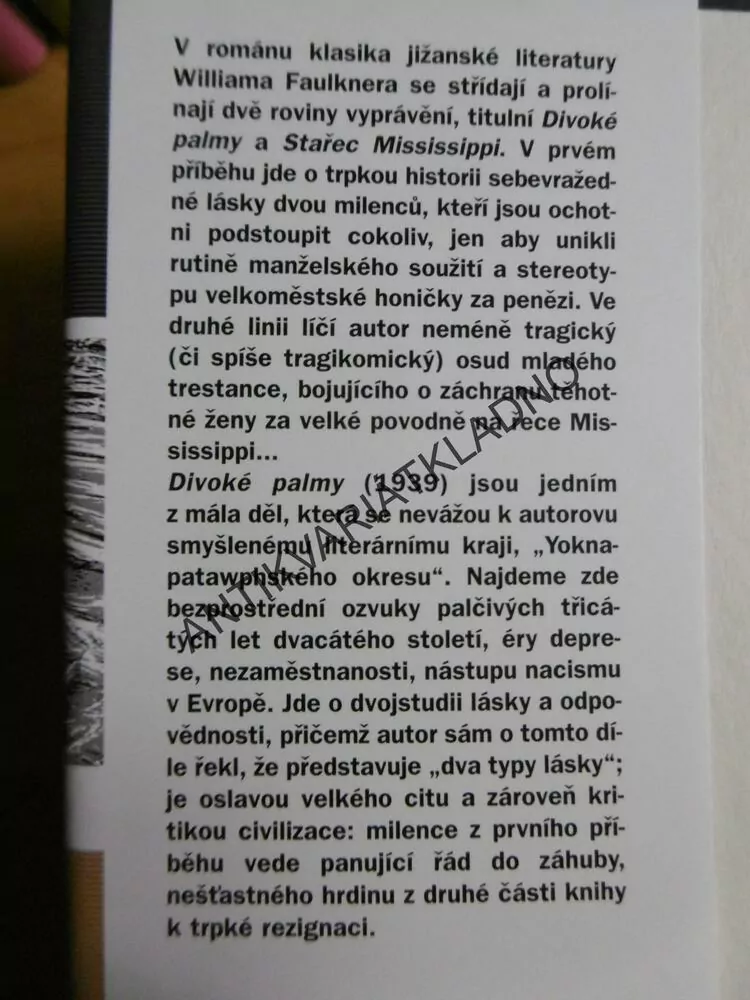 V románu klasika jižanské literatury
Williama Faulknera se střídají a prolí-
nají dvě roviny vyprávění, titulní Divoké
palmy a Stařec Mississippi. V prvém
příběhu jde o trpkou historii sebevražed-
né lásky dvou milenců, kteří jsou ochot-
ni podstoupit cokoliv, jen aby unikli
rutině manželského soužití a stereoty-
pu velkoměstské honičky za penězi. Ve
druhé linii líčí autor neméně tragický
(či spíše tragikomický) osud mladého
trestance, bojujícího o záchranu těhot-
né ženy za velké povodně na řece Mis-
sissippi...
Divoké palmy (1939) jsou jedním
z mála děl, která se nevážou k autorovu
smyšlenému literárnímu kraji, „Yokna-
patawphského okresu“. Najdeme zde
bezprostřední ozvuky palčivých třicá-
tých let dvacátého století, éry depre-
se, nezaměstnanosti, nástupu nacismu
v Evropě. Jde o dvojstudii lásky a odpo-
vědnosti, přičemž autor sám o tomto dí-
le řekl, že představuje „dva typy lásky“;
je oslavou velkého citu a zároveň kri-
tikou civilizace: milence z prvního pří-
běhu vede panující řád do záhuby,
nešťastného hrdinu z druhé části knihy
k trpké rezignaci.
ANTIKVARIATKLADNO